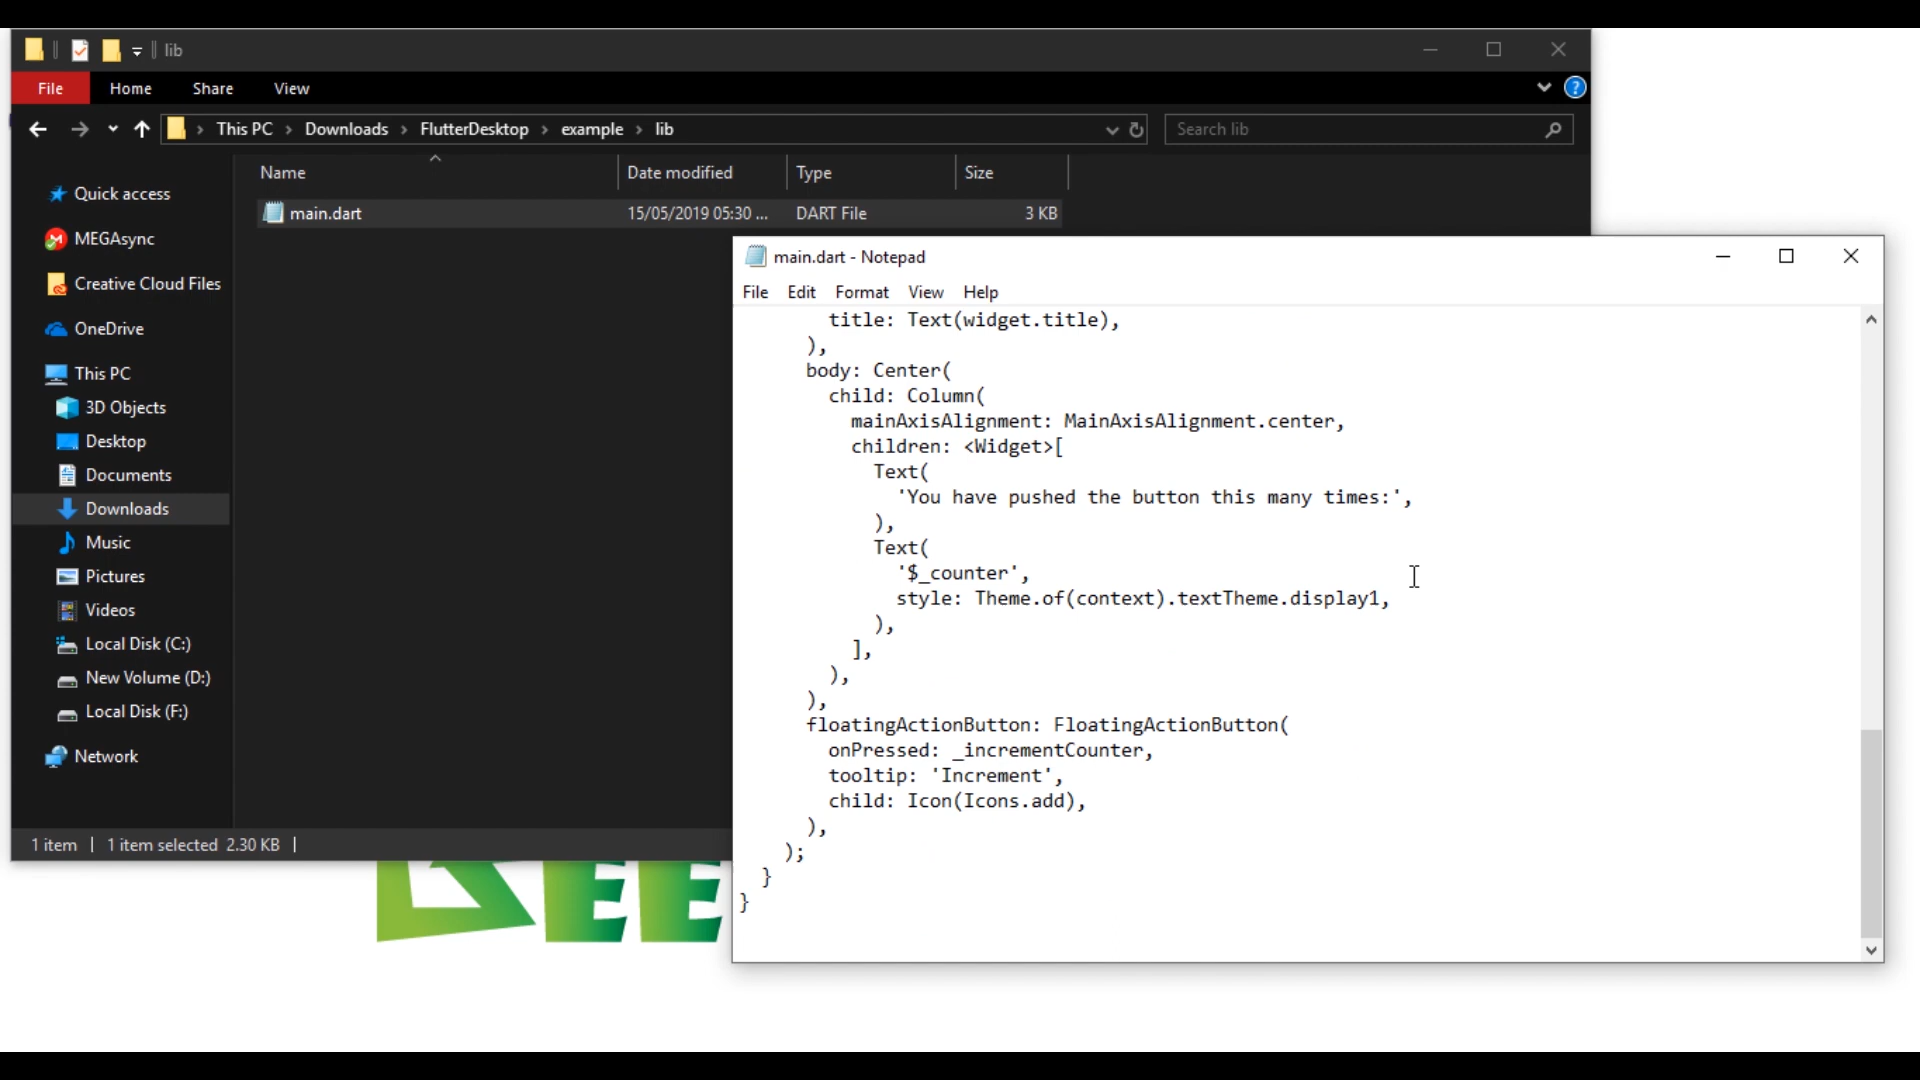 lib
File Home Share View
This PC Downloads FlutterDesktop example lib
Search lib
Name Date modified Type Size
main.dart 15/05/2019 05:30 ... DART File 3 KB
Quick access
MEGAsync
Creative Cloud Files
OneDrive
This PC
3D Objects
Desktop
Documents
Downloads
Music
Pictures
Videos
Local Disk (C:)
New Volume (D:)
Local Disk (F:)
Network
1 item 1 item selected 2.30 KB
main.dart - Notepad
File Edit Format View Help
title: Text(widget.title),
),
body: Center(
child: Column(
mainAxisAlignment: MainAxisAlignment.center,
children: <Widget>[
Text(
'You have pushed the button this many times:',
),
Text(
'$_counter',
style: Theme.of(context).textTheme.display1,
),
],
),
),
floatingActionButton: FloatingActionButton(
onPressed: _incrementCounter,
tooltip: 'Increment',
child: Icon(Icons.add),
),
);
}
}